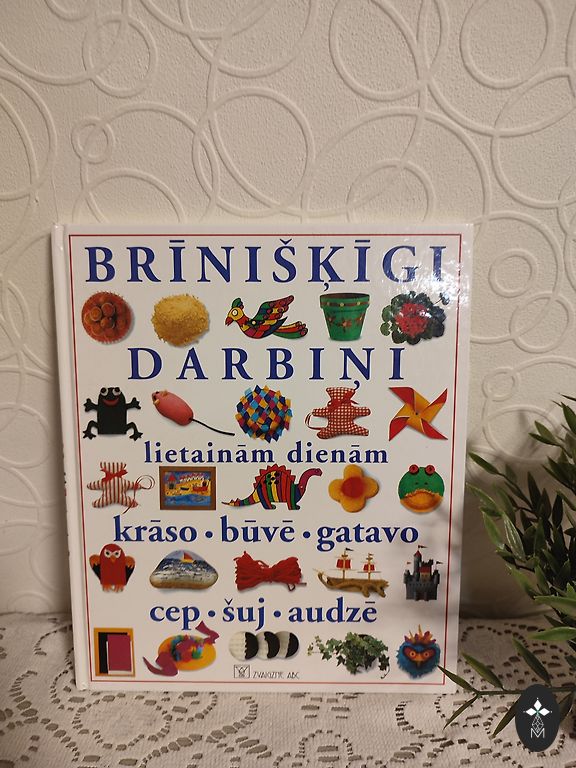 BRĪNIŠĶĪGI
DARBIŅI
lietainām dienām
krāso • būvē • gatavo
cep • šuj • audzē
ZVAIGZNE ABC